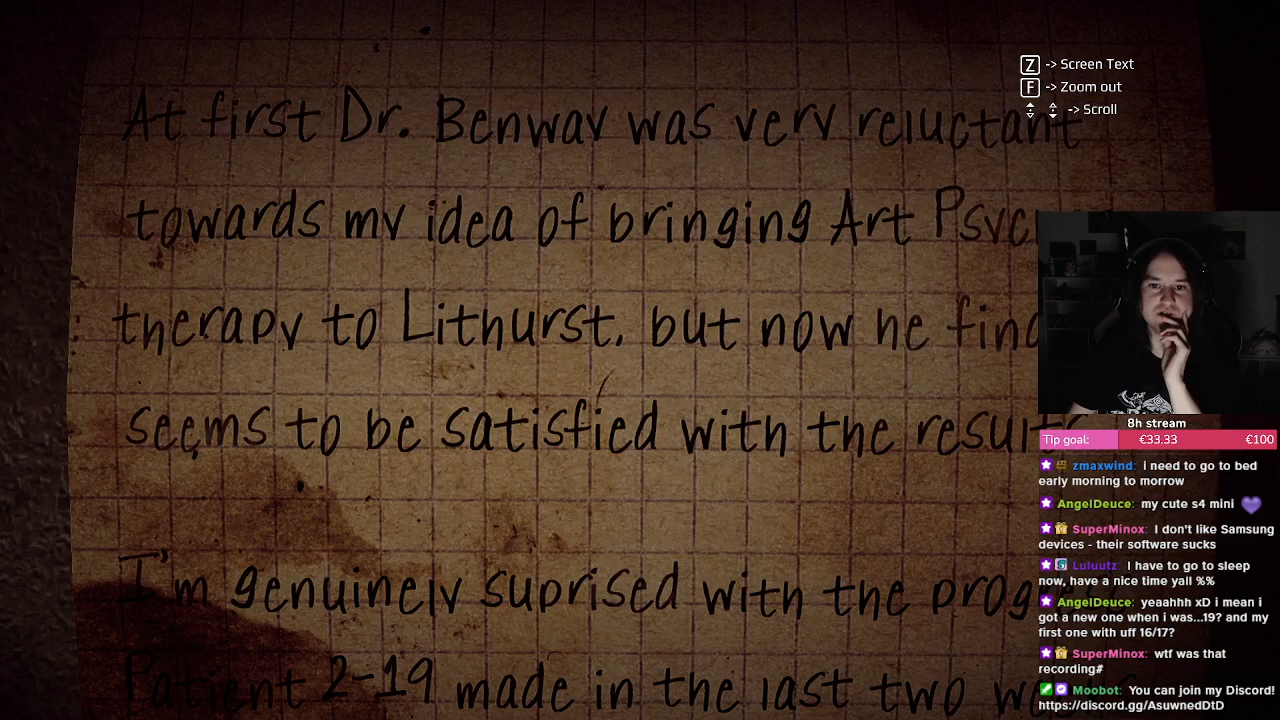 Z -> Screen Text
F -> Zoom out
-> Scroll
At first Dr. Benway was very reluctant
towards my idea of bringing Art
therapy to Lithurst, but now he
seems to be satisfied with the
I'm genuinely suprised with the
Patient 2-19 made in the last two
8h stream
Tip goal: €33.33 €100
zmaxwind: i need to go to bed
early morning to morrow
AngelDeuce: my cute s4 mini
SuperMinox: I don't like Samsung
devices - their software sucks
Luluutz: I have to go to sleep
now, have a nice time yall %%
AngelDeuce: yeaahhh xD i mean i
got a new one when i was...19? and my
first one with uff 16/17?
SuperMinox: wtf was that
recording#
Moobot: You can join my Discord!
https://discord.gg/AsuwnedDtD